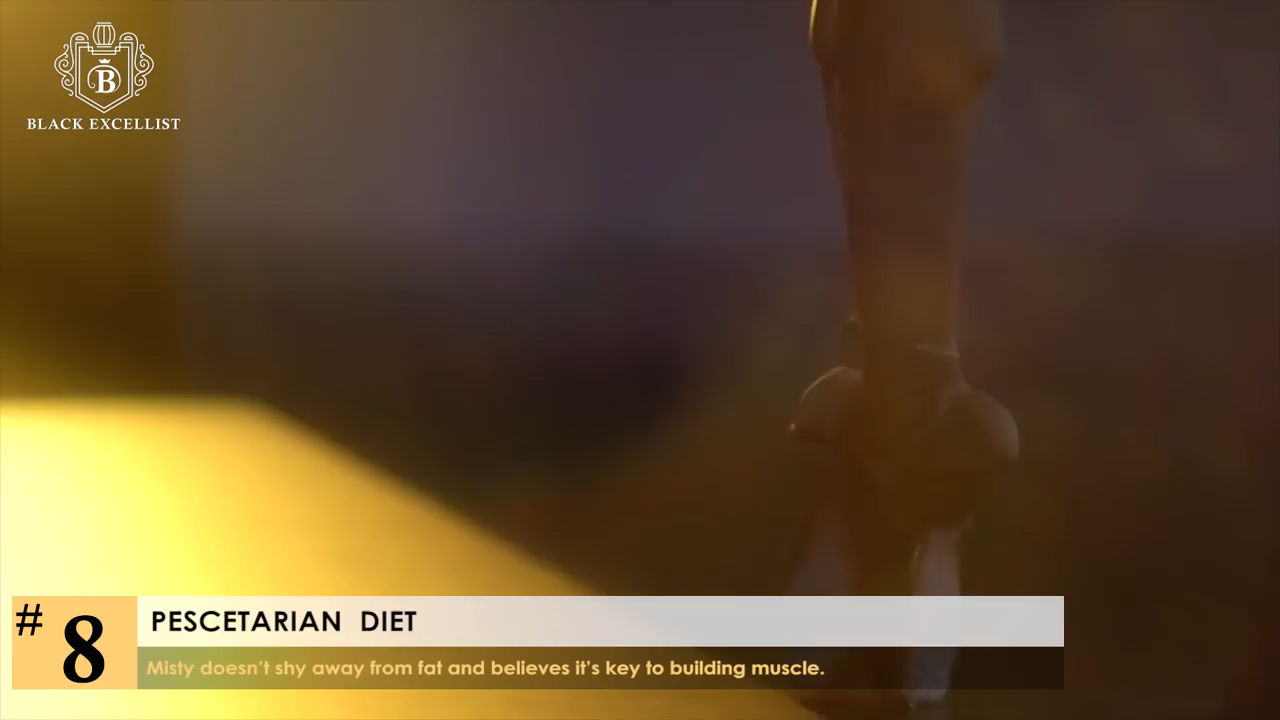 B
BLACK EXCELLIST
# 8
PESCETARIAN DIET
Misty doesn't shy away from fat and believes it's key to building muscle.